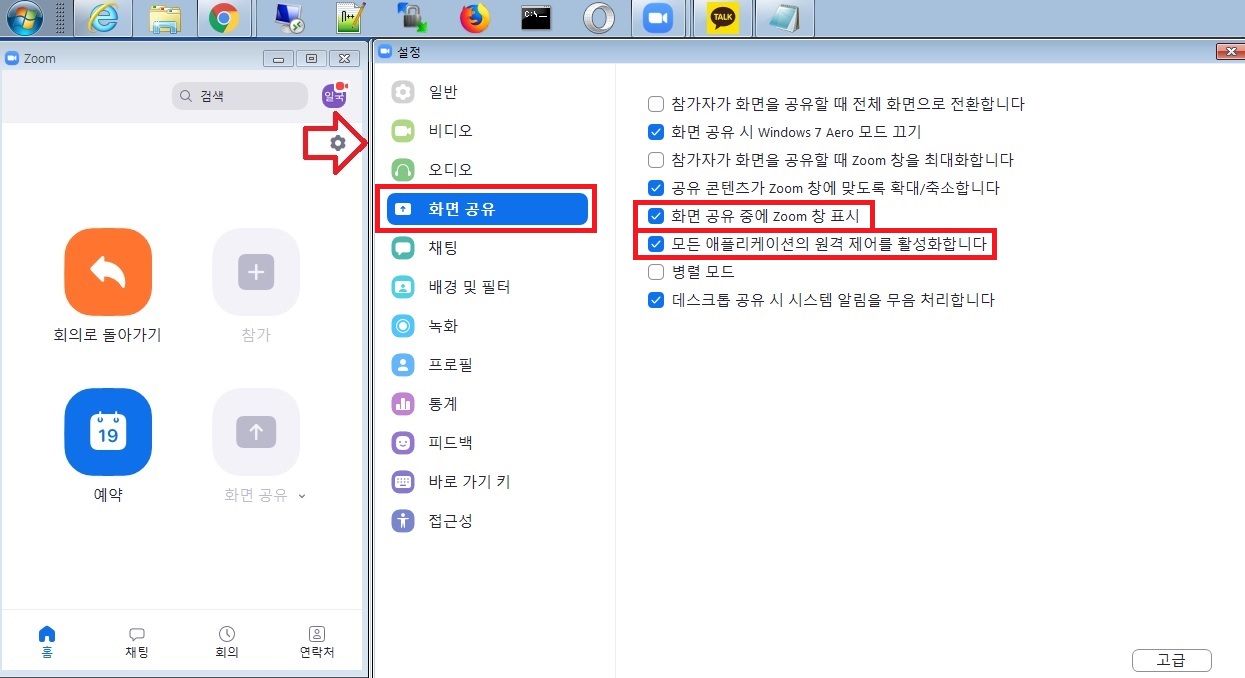 n++
C:\
TALK
Zoom
검색
일국
회의로 돌아가기
참가
19
예약
화면 공유
홈
채팅
회의
연락처
설정
일반
비디오
오디오
화면 공유
채팅
배경 및 필터
녹화
프로필
통계
피드백
바로 가기 키
접근성
참가자가 화면을 공유할 때 전체 화면으로 전환합니다
화면 공유 시 Windows 7 Aero 모드 끄기
참가자가 화면을 공유할 때 Zoom 창을 최대화합니다
공유 콘텐츠가 Zoom 창에 맞도록 확대/축소합니다
화면 공유 중에 Zoom 창 표시
모든 애플리케이션의 원격 제어를 활성화합니다
병렬 모드
데스크톱 공유 시 시스템 알림을 무음 처리합니다
고급